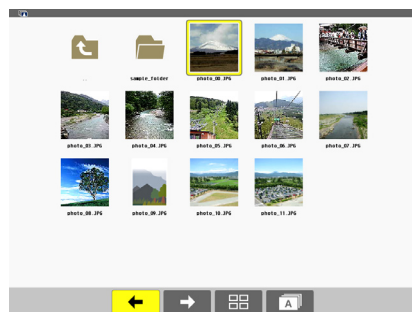 ..
sample_folder
photo_00.JPG
photo_01.JPG
photo_02.JPG
photo_03.JPG
photo_04.JPG
photo_05.JPG
photo_06.JPG
photo_07.JPG
photo_08.JPG
photo_09.JPG
photo_10.JPG
photo_11.JPG
A